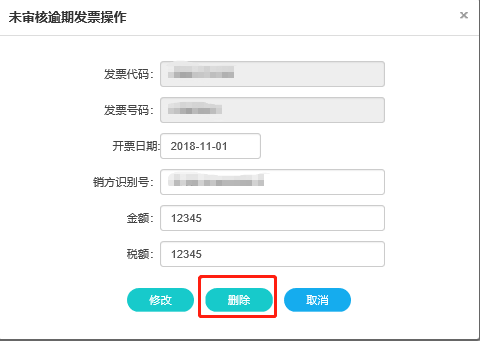 未审核逾期发票操作 ×
发票代码：
发票号码：
开票日期: 2018-11-01
销方识别号：
金额： 12345
税额： 12345
修改 删除 取消